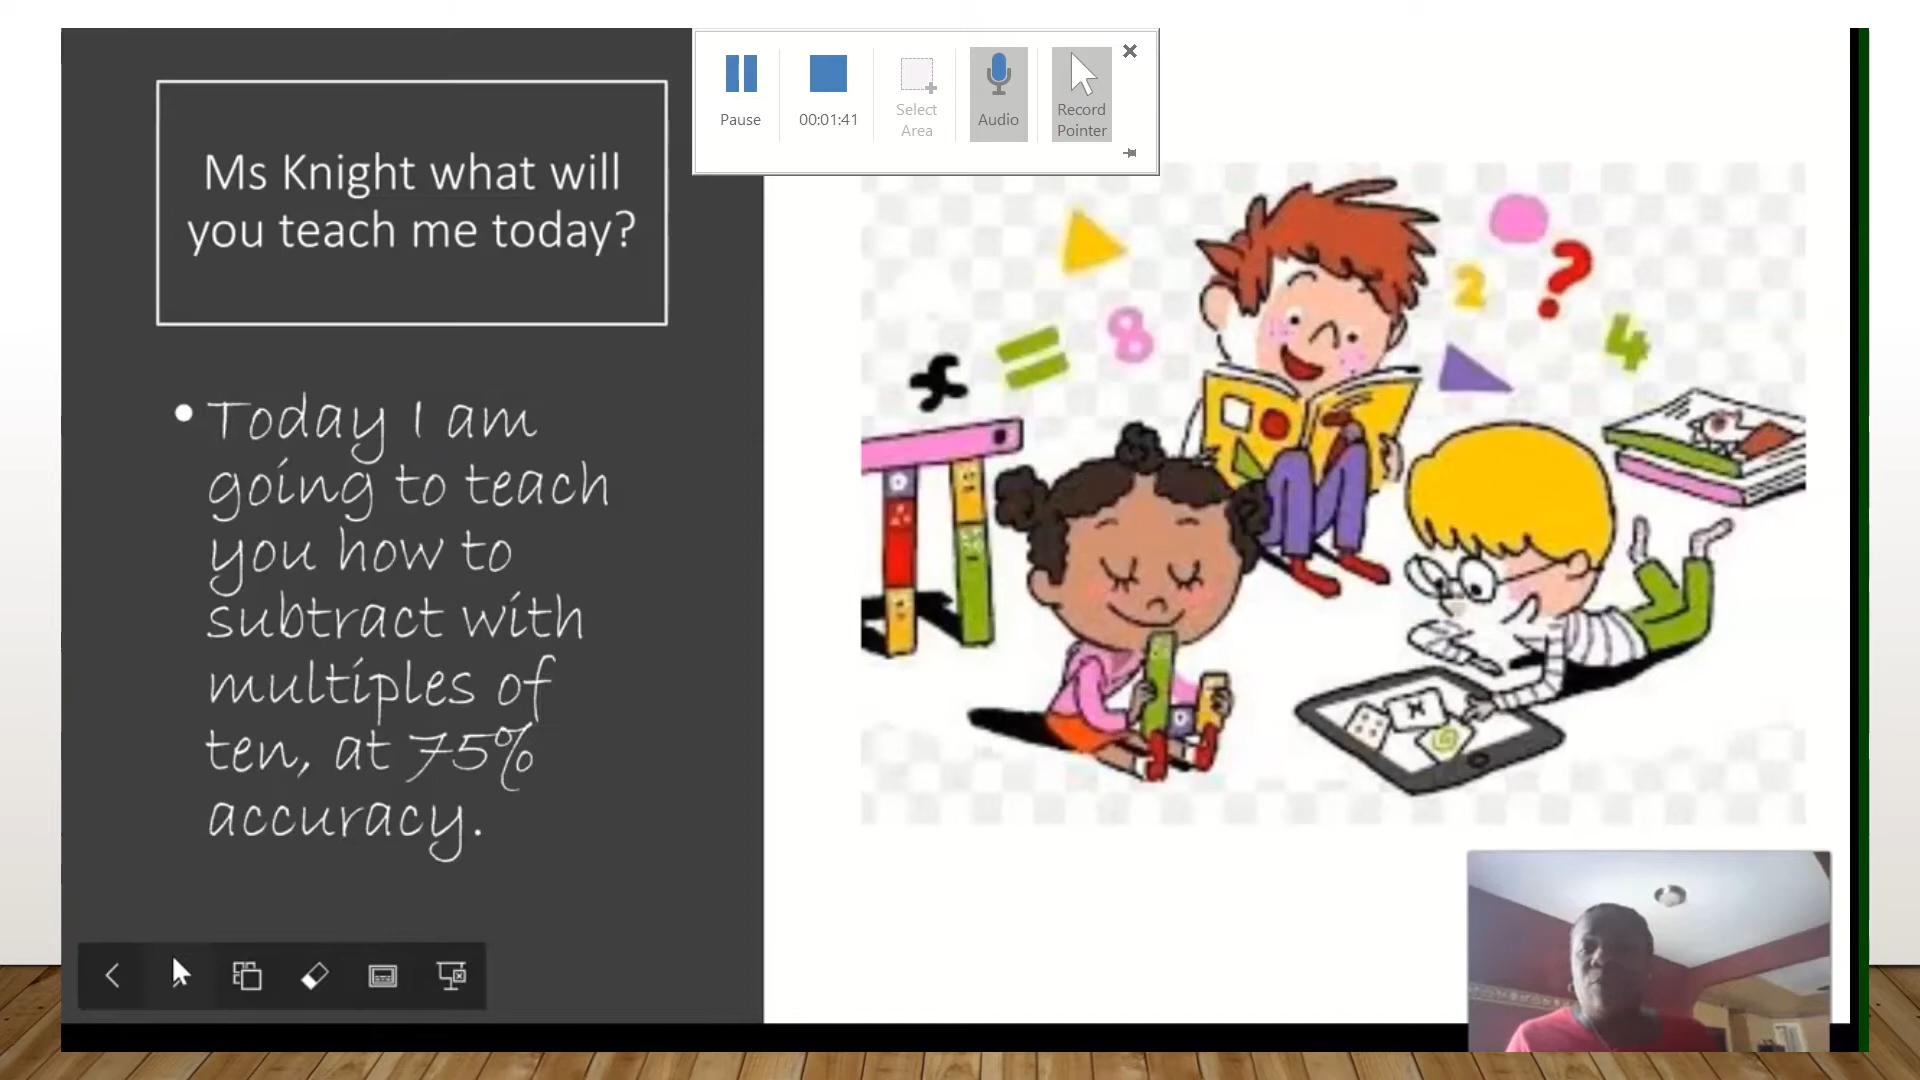 Pause
00:01:41
Select
Area
Audio
Record
Pointer
Ms Knight what will
you teach me today?
• Today I am
going to teach
you how to
subtract with
multiples of
ten, at 75%
accuracy.
= 8
2 ? 4